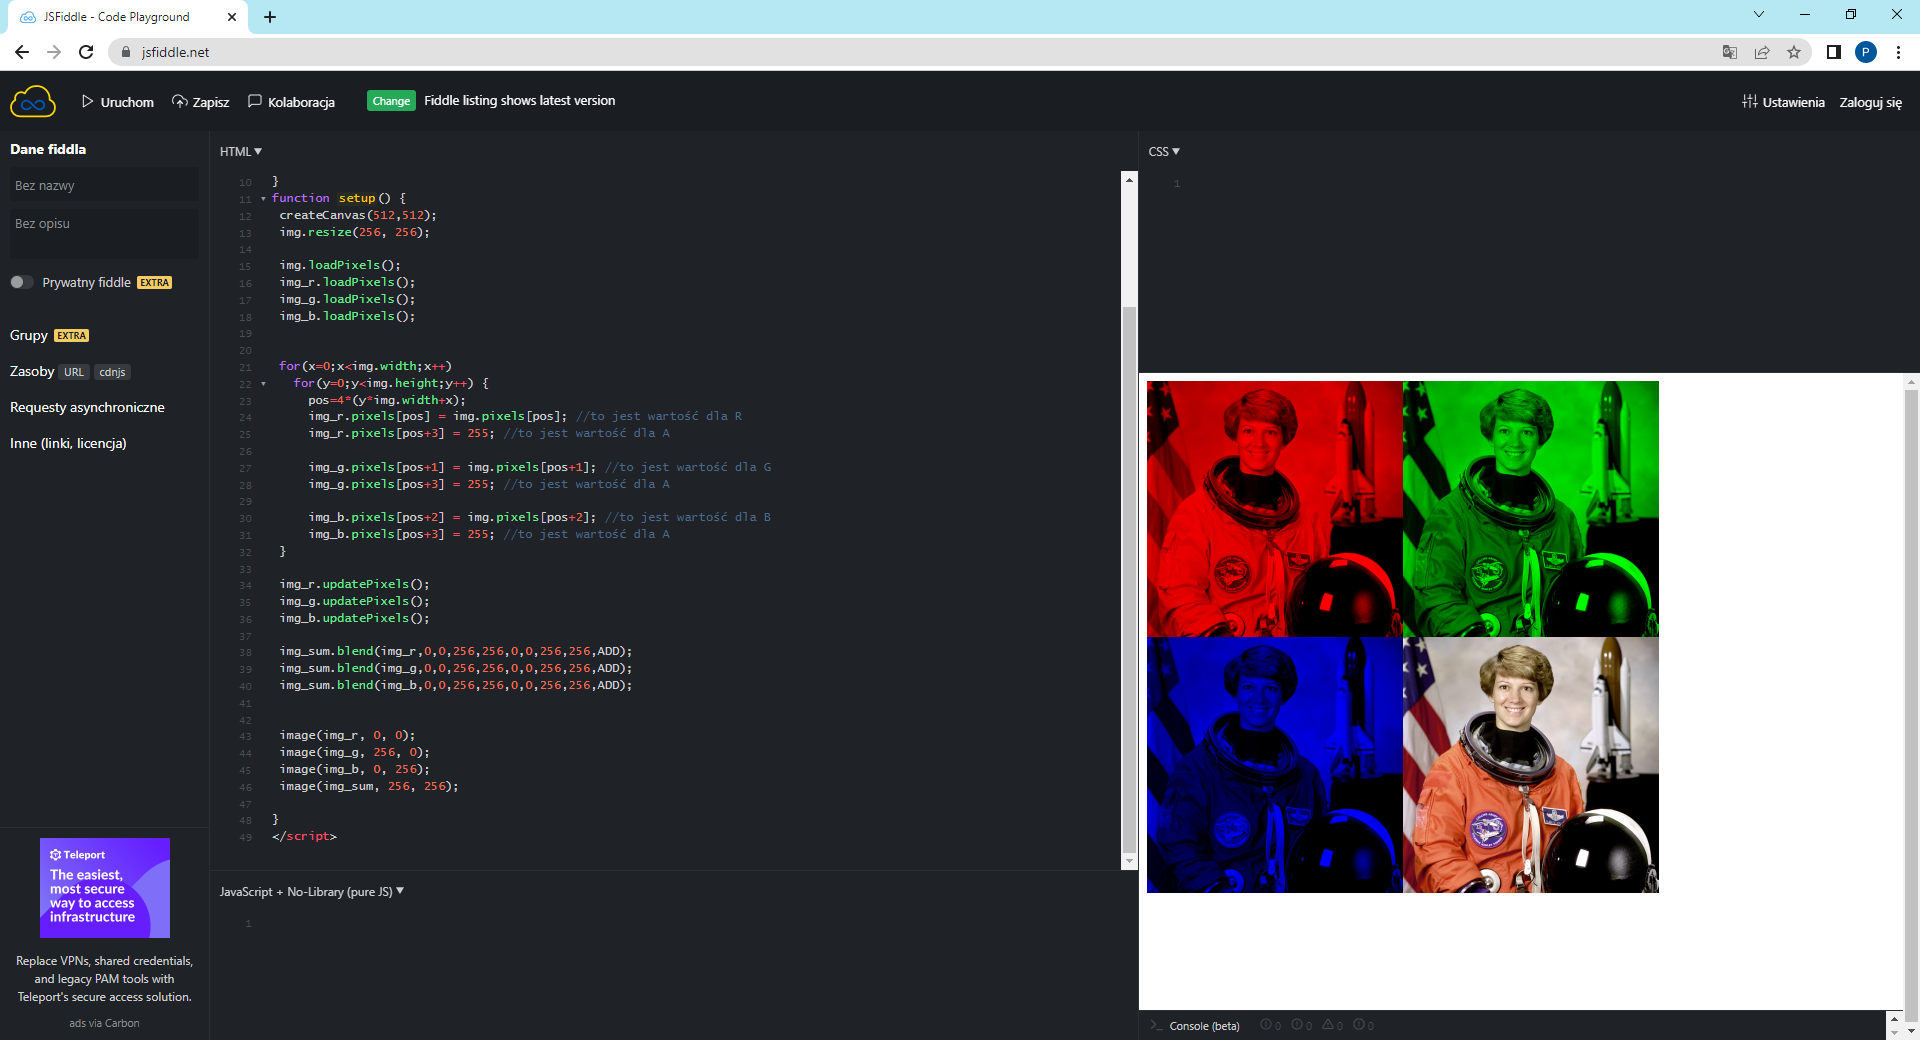 JSFiddle - Code Playground
jsfiddle.net
P
Uruchom
Zapisz
Kolaboracja
Change
Fiddle listing shows latest version
Ustawienia
Zaloguj się
Dane fiddla
Bez nazwy
Bez opisu
Prywatny fiddle EXTRA
Grupy EXTRA
Zasoby URL cdnjs
Requesty asynchroniczne
Inne (linki, licencja)
Teleport
The easiest,
most secure
way to access
infrastructure
Replace VPNs, shared credentials,
and legacy PAM tools with
Teleport's secure access solution.
ads via Carbon
HTML
10 }
11 function setup() {
12 createCanvas(512,512);
13 img.resize(256, 256);
14
15 img.loadPixels();
16 img_r.loadPixels();
17 img_g.loadPixels();
18 img_b.loadPixels();
19
20
21 for(x=0;x<img.width;x++)
22 for(y=0;y<img.height;y++) {
23 pos=4*(y*img.width+x);
24 img_r.pixels[pos] = img.pixels[pos]; //to jest wartość dla R
25 img_r.pixels[pos+3] = 255; //to jest wartość dla A
26
27 img_g.pixels[pos+1] = img.pixels[pos+1]; //to jest wartość dla G
28 img_g.pixels[pos+3] = 255; //to jest wartość dla A
29
30 img_b.pixels[pos+2] = img.pixels[pos+2]; //to jest wartość dla B
31 img_b.pixels[pos+3] = 255; //to jest wartość dla A
32 }
33
34 img_r.updatePixels();
35 img_g.updatePixels();
36 img_b.updatePixels();
37
38 img_sum.blend(img_r,0,0,256,256,0,0,256,256,ADD);
39 img_sum.blend(img_g,0,0,256,256,0,0,256,256,ADD);
40 img_sum.blend(img_b,0,0,256,256,0,0,256,256,ADD);
41
42
43 image(img_r, 0, 0);
44 image(img_g, 256, 0);
45 image(img_b, 0, 256);
46 image(img_sum, 256, 256);
47
48 }
49 </script>
JavaScript + No-Library (pure JS)
1
CSS
1
Console (beta)
0
0
0
0